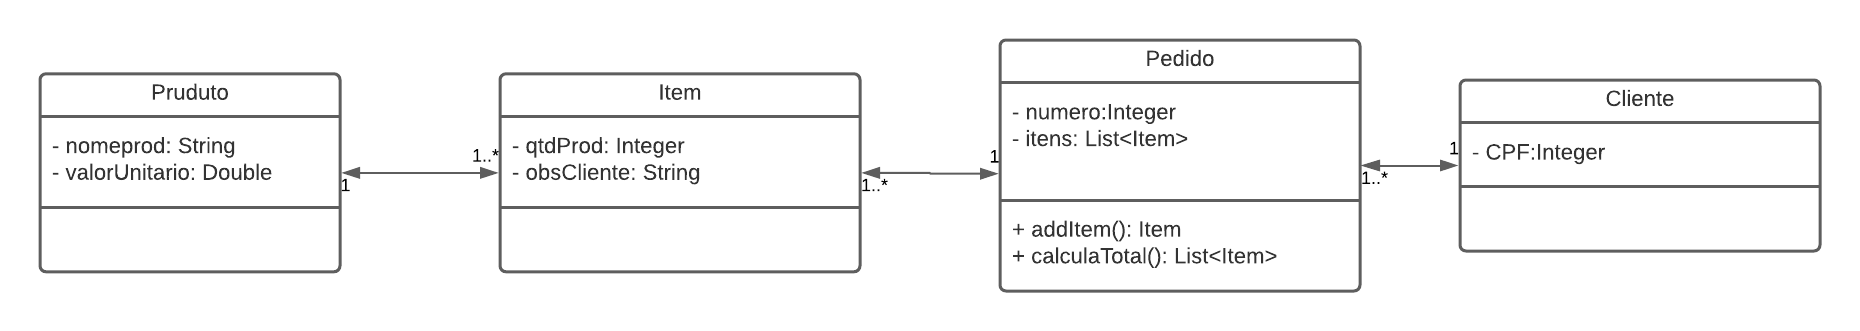 Pruduto
- nomeprod: String
- valorUnitario: Double
1
1..*
Item
- qtdProd: Integer
- obsCliente: String
1..*
1
Pedido
- numero:Integer
- itens: List<Item>
+ addItem(): Item
+ calculaTotal(): List<Item>
1..*
1
Cliente
- CPF:Integer